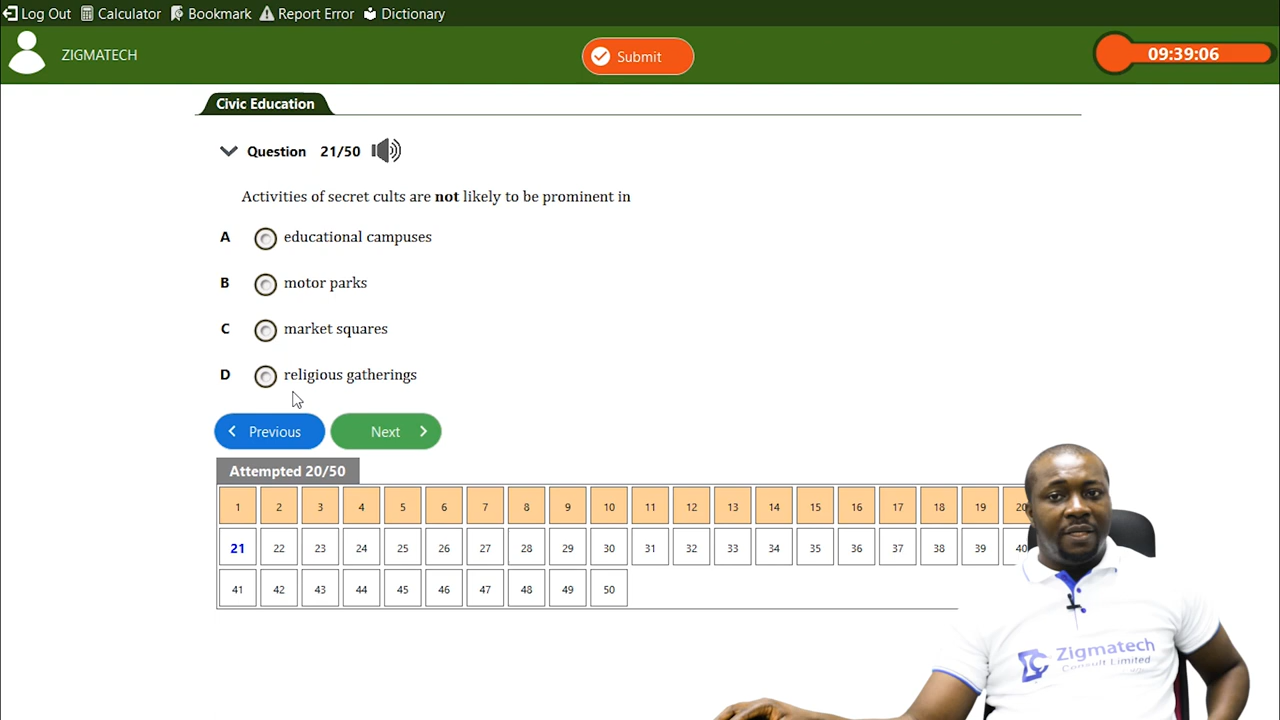 Log Out Calculator Bookmark Report Error Dictionary
ZIGMATECH
Submit
09:39:06
Civic Education
Question 21/50
Activities of secret cults are not likely to be prominent in
A educational campuses
B motor parks
C market squares
D religious gatherings
Previous Next
Attempted 20/50
1 2 3 4 5 6 7 8 9 10 11 12 13 14 15 16 17 18 19 20
21 22 23 24 25 26 27 28 29 30 31 32 33 34 35 36 37 38 39 40
41 42 43 44 45 46 47 48 49 50
Zigmatech
Consult Limited